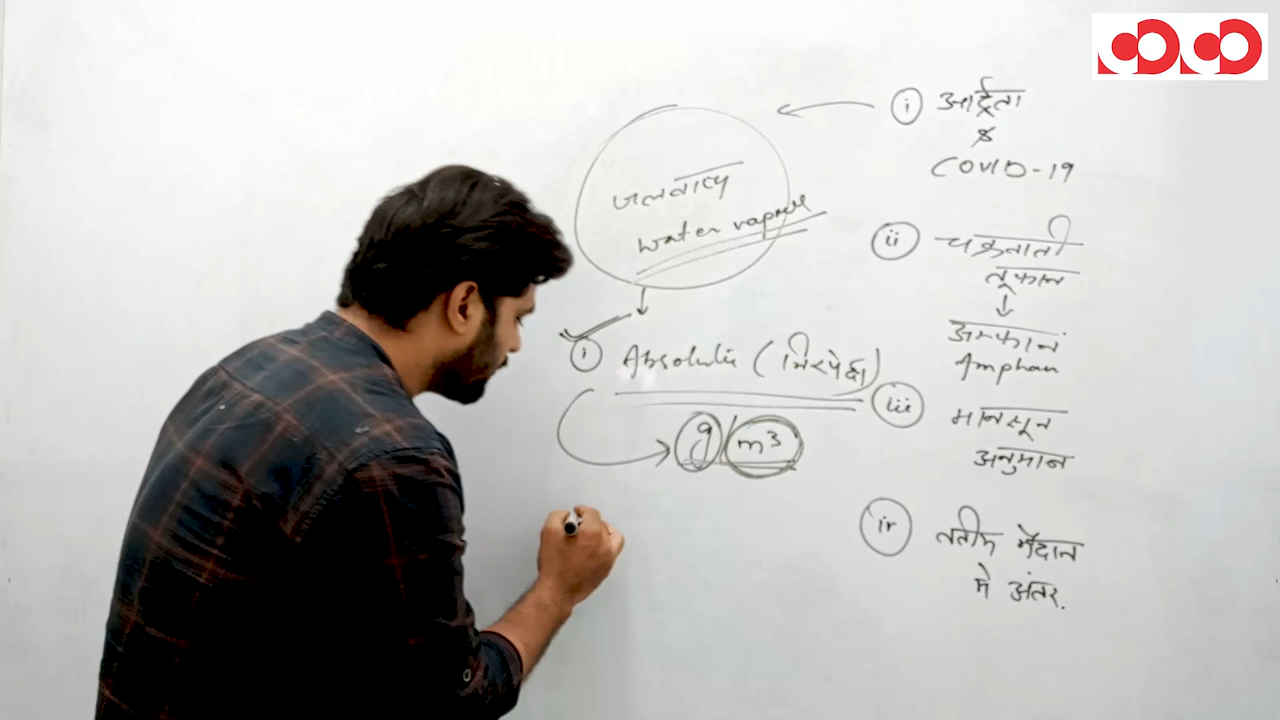 जलवाष्प
water vapour
(i) Absolute (निरपेक्ष)
g/m³
(i) आर्द्रता
&
COVID-19
(ii) चक्रवाती
तूफान
↓
अम्फान
Amphan
(iii) मानसून
अनुमान
(iv) तटीय मैदान
मे अंतर.